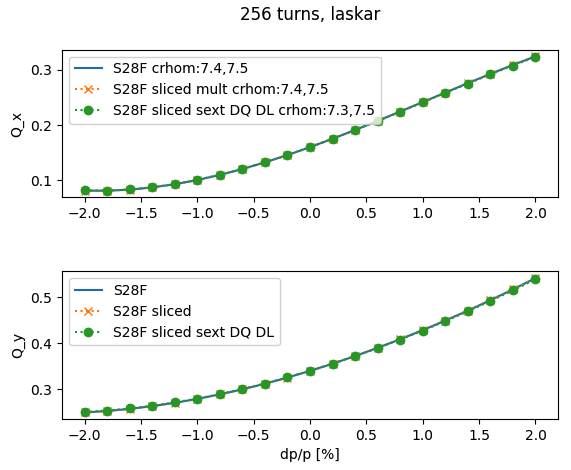 256 turns, laskar
Q_x
0.3
0.2
0.1
S28F crhom:7.4,7.5
S28F sliced mult crhom:7.4,7.5
S28F sliced sext DQ DL crhom:7.3,7.5
−2.0 −1.5 −1.0 −0.5 0.0 0.5 1.0 1.5 2.0
Q_y
0.5
0.4
0.3
S28F
S28F sliced
S28F sliced sext DQ DL
−2.0 −1.5 −1.0 −0.5 0.0 0.5 1.0 1.5 2.0
dp/p [%]